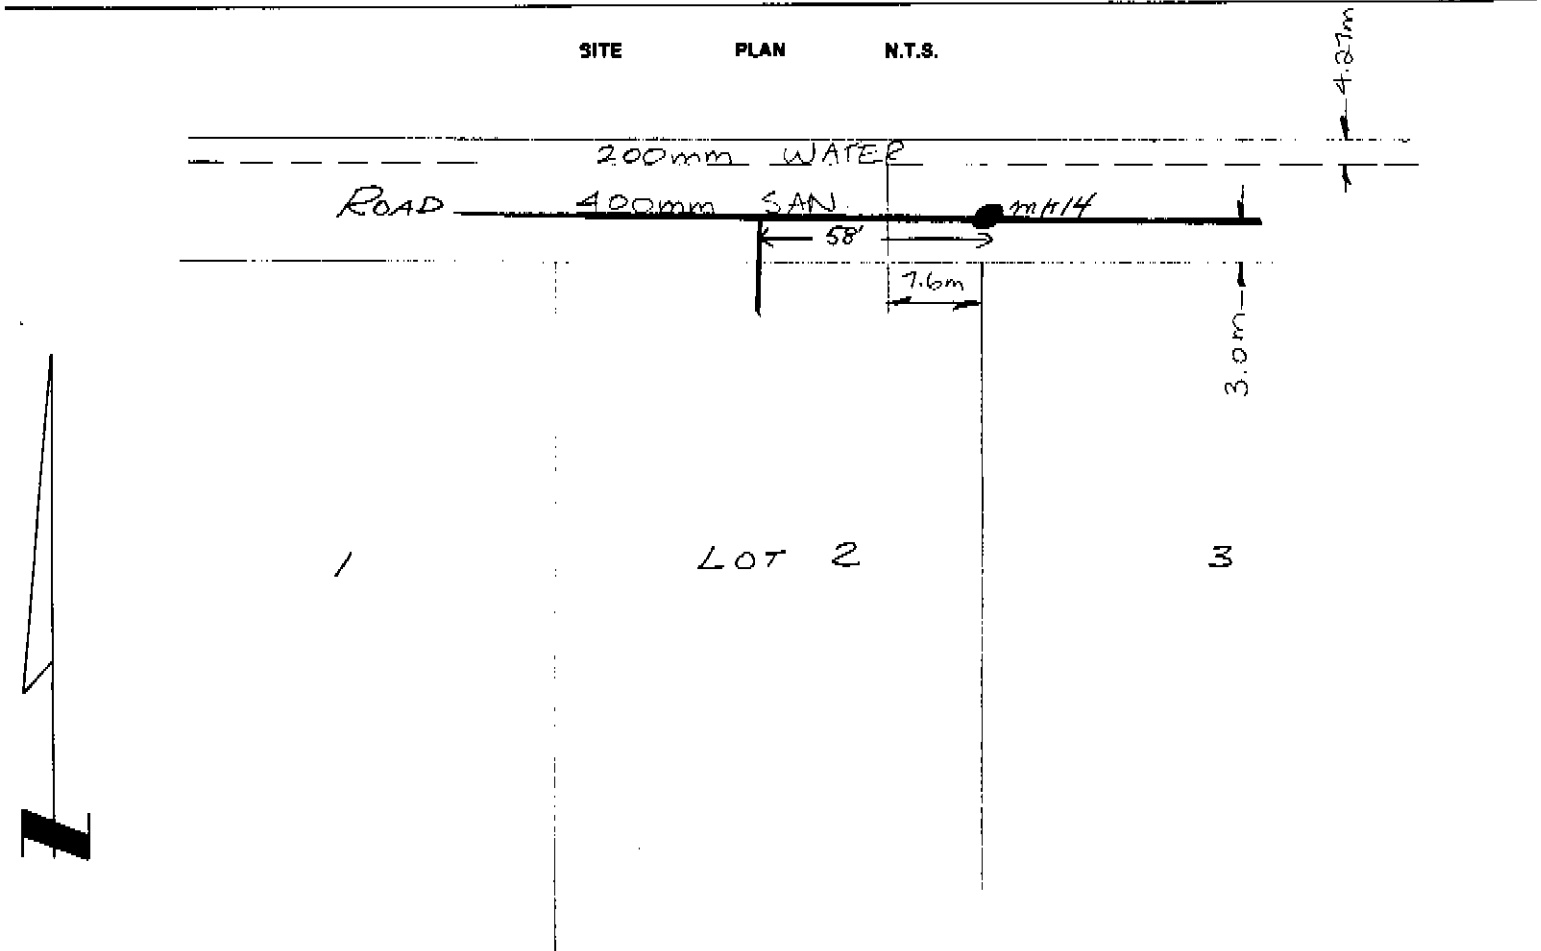 SITE PLAN N.T.S.
4.27m
200mm WATER
ROAD 400mm SAN. MH14
58'
7.6m
3.0m
1 LOT 2 3
N